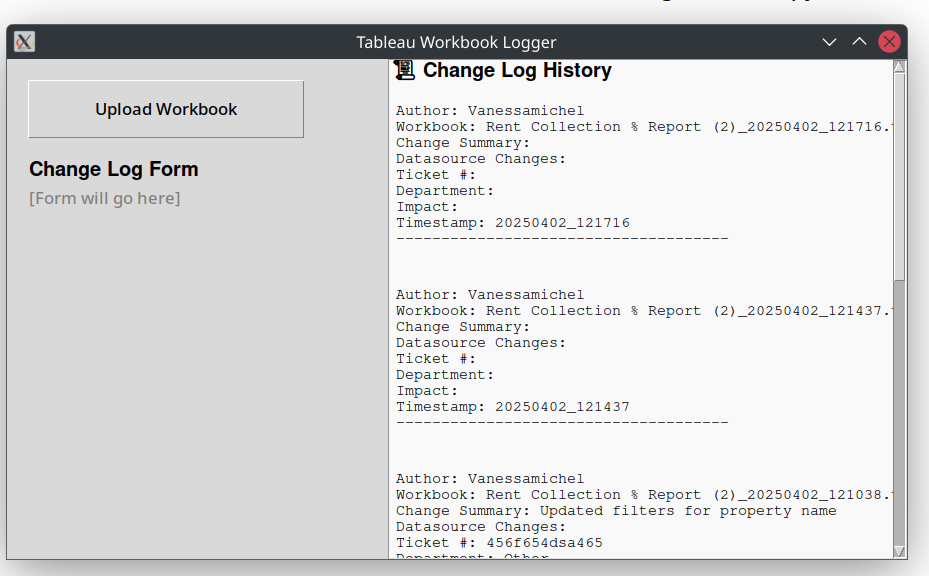 Tableau Workbook Logger
Upload Workbook
Change Log Form
[Form will go here]
Change Log History
Author: Vanessamichel
Workbook: Rent Collection % Report (2)_20250402_121716.
Change Summary:
Datasource Changes:
Ticket #:
Department:
Impact:
Timestamp: 20250402_121716
-------------------------------------
Author: Vanessamichel
Workbook: Rent Collection % Report (2)_20250402_121437.
Change Summary:
Datasource Changes:
Ticket #:
Department:
Impact:
Timestamp: 20250402_121437
-------------------------------------
Author: Vanessamichel
Workbook: Rent Collection % Report (2)_20250402_121038.
Change Summary: Updated filters for property name
Datasource Changes:
Ticket #: 456f654dsa465
Department: Other